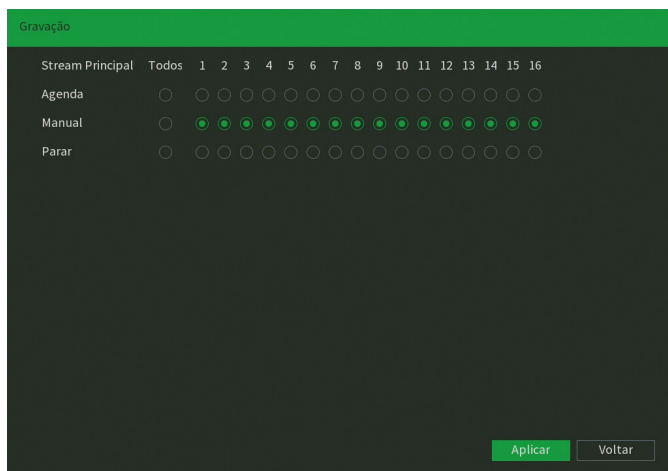 Gravação
Stream Principal Todos 1 2 3 4 5 6 7 8 9 10 11 12 13 14 15 16
Agenda
Manual
Parar
Aplicar Voltar